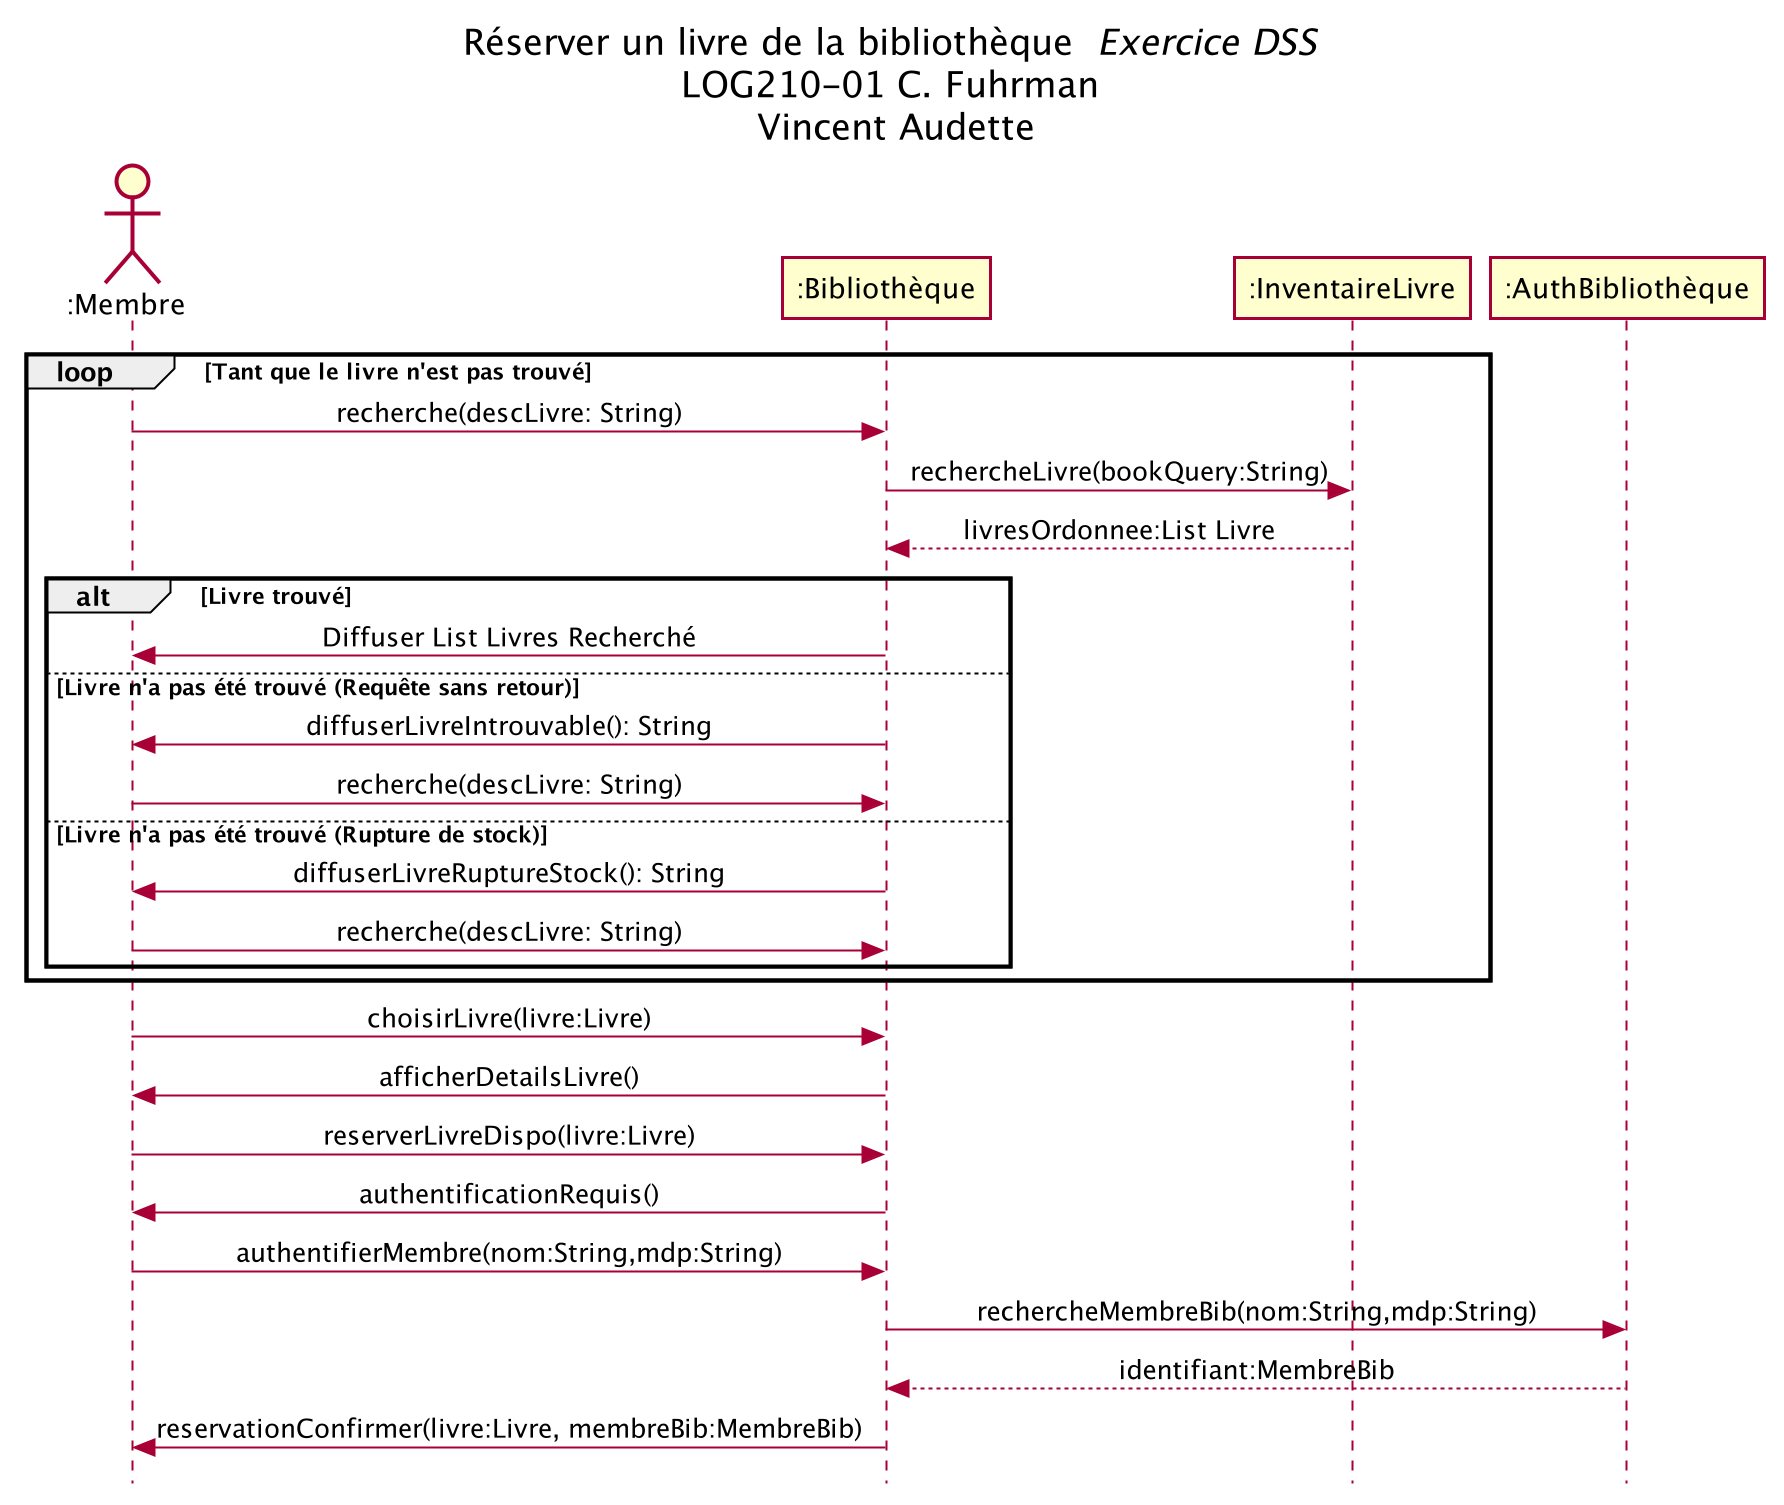 Réserver un livre de la bibliothèque  Exercice DSS
LOG210-01 C. Fuhrman
Vincent Audette
:Membre
:Bibliothèque
:InventaireLivre
:AuthBibliothèque
loop [Tant que le livre n'est pas trouvé]
recherche(descLivre: String)
rechercheLivre(bookQuery:String)
livresOrdonnee:List Livre
alt [Livre trouvé]
Diffuser List Livres Recherché
[Livre n'a pas été trouvé (Requête sans retour)]
diffuserLivreIntrouvable(): String
recherche(descLivre: String)
[Livre n'a pas été trouvé (Rupture de stock)]
diffuserLivreRuptureStock(): String
recherche(descLivre: String)
choisirLivre(livre:Livre)
afficherDetailsLivre()
reserverLivreDispo(livre:Livre)
authentificationRequis()
authentifierMembre(nom:String,mdp:String)
rechercheMembreBib(nom:String,mdp:String)
identifiant:MembreBib
reservationConfirmer(livre:Livre, membreBib:MembreBib)